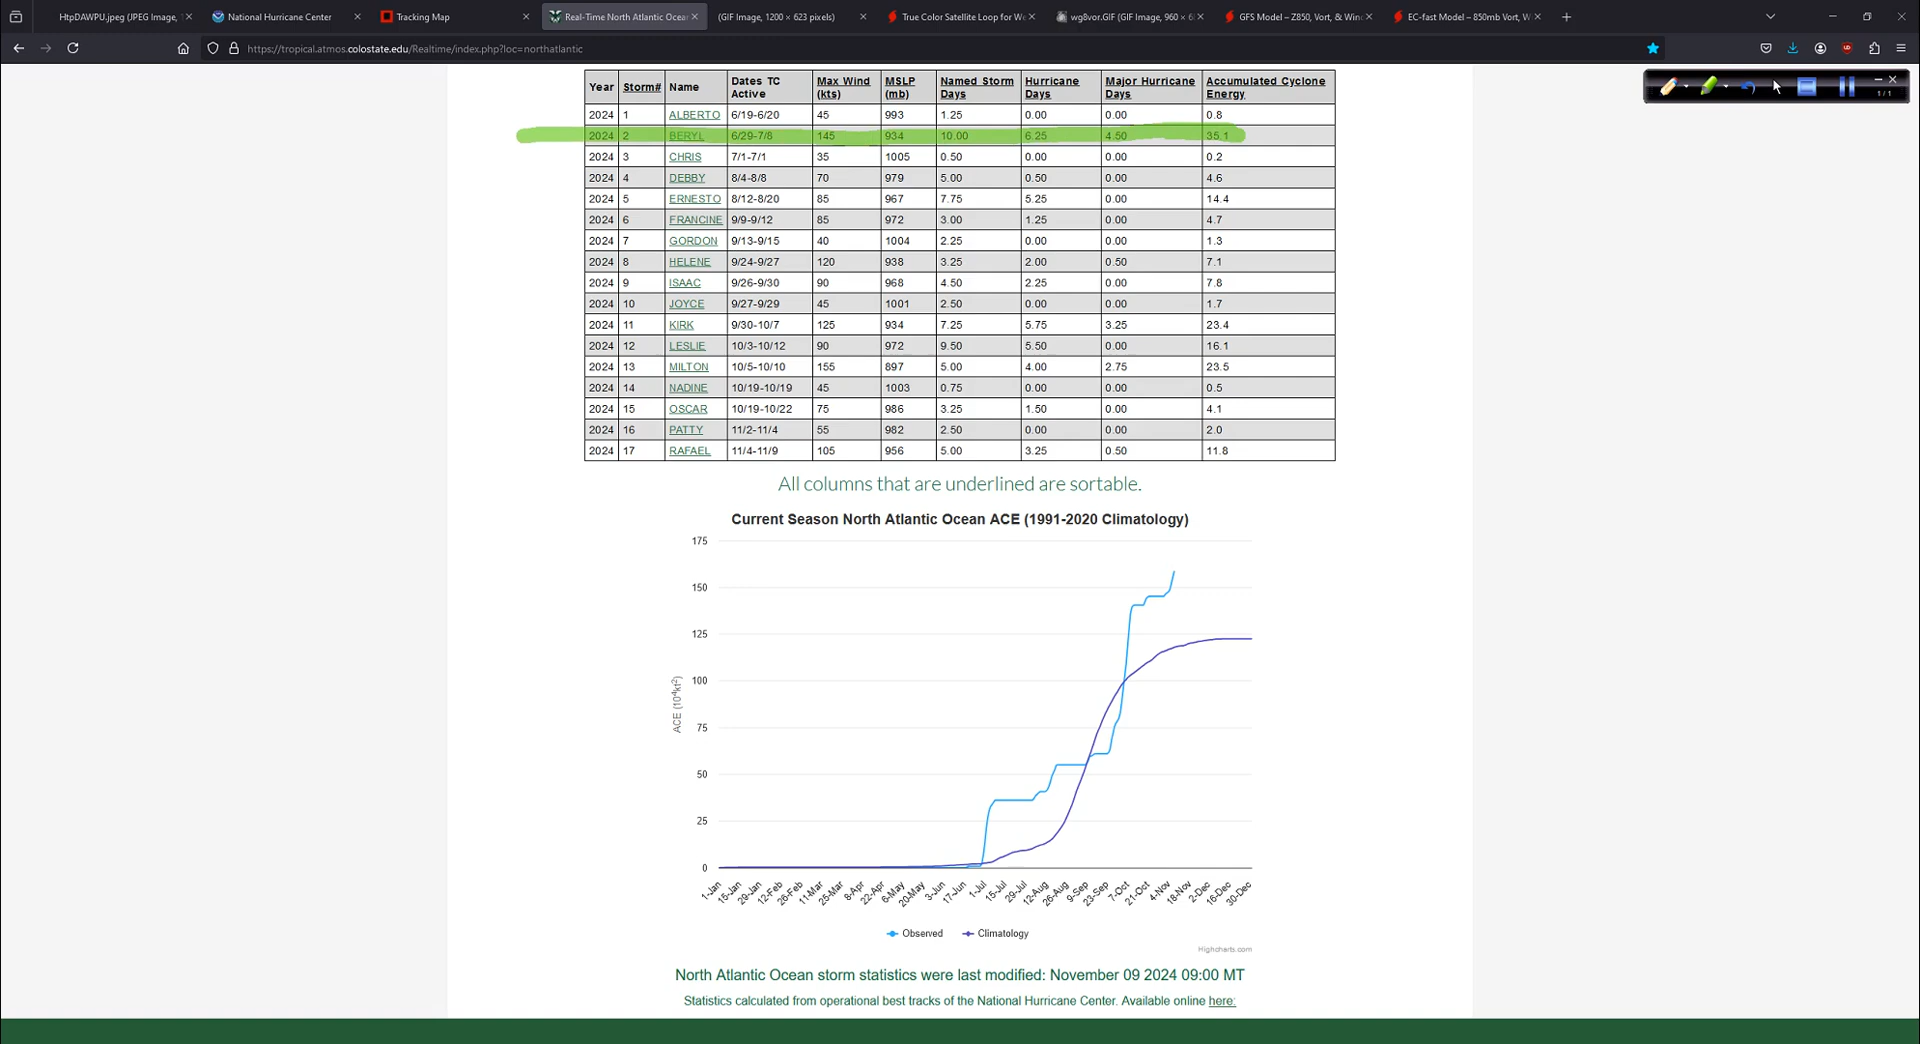 HtpDAWPU.jpeg (JPEG Image,
National Hurricane Center
Tracking Map
Real-Time North Atlantic Ocean
(GIF Image, 1200 × 623 pixels)
True Color Satellite Loop for We
wg8vor.GIF (GIF Image, 960 × 6
GFS Model – Z850, Vort, & Win
EC-fast Model – 850mb Vort, W
https://tropical.atmos.colostate.edu/Realtime/index.php?loc=northatlantic
1/1
Year Storm# Name Dates TC Active Max Wind (kts) MSLP (mb) Named Storm Days Hurricane Days Major Hurricane Days Accumulated Cyclone Energy
2024 1 ALBERTO 6/19-6/20 45 993 1.25 0.00 0.00 0.8
2024 2 BERYL 6/29-7/8 145 934 10.00 6.25 4.50 35.1
2024 3 CHRIS 7/1-7/1 35 1005 0.50 0.00 0.00 0.2
2024 4 DEBBY 8/4-8/8 70 979 5.00 0.50 0.00 4.6
2024 5 ERNESTO 8/12-8/20 85 967 7.75 5.25 0.00 14.4
2024 6 FRANCINE 9/9-9/12 85 972 3.00 1.25 0.00 4.7
2024 7 GORDON 9/13-9/15 40 1004 2.25 0.00 0.00 1.3
2024 8 HELENE 9/24-9/27 120 938 3.25 2.00 0.50 7.1
2024 9 ISAAC 9/26-9/30 90 968 4.50 2.25 0.00 7.8
2024 10 JOYCE 9/27-9/29 45 1001 2.50 0.00 0.00 1.7
2024 11 KIRK 9/30-10/7 125 934 7.25 5.75 3.25 23.4
2024 12 LESLIE 10/3-10/12 90 972 9.50 5.50 0.00 16.1
2024 13 MILTON 10/5-10/10 155 897 5.00 4.00 2.75 23.5
2024 14 NADINE 10/19-10/19 45 1003 0.75 0.00 0.00 0.5
2024 15 OSCAR 10/19-10/22 75 986 3.25 1.50 0.00 4.1
2024 16 PATTY 11/2-11/4 55 982 2.50 0.00 0.00 2.0
2024 17 RAFAEL 11/4-11/9 105 956 5.00 3.25 0.50 11.8
All columns that are underlined are sortable.
Current Season North Atlantic Ocean ACE (1991-2020 Climatology)
175
150
125
100
75
50
25
0
ACE (10⁴kt²)
1-Jan 15-Jan 29-Jan 12-Feb 26-Feb 11-Mar 25-Mar 8-Apr 22-Apr 6-May 20-May 3-Jun 17-Jun 1-Jul 15-Jul 29-Jul 12-Aug 26-Aug 9-Sep 23-Sep 7-Oct 21-Oct 4-Nov 18-Nov 2-Dec 16-Dec 30-Dec
Observed Climatology
Highcharts.com
North Atlantic Ocean storm statistics were last modified: November 09 2024 09:00 MT
Statistics calculated from operational best tracks of the National Hurricane Center. Available online here: